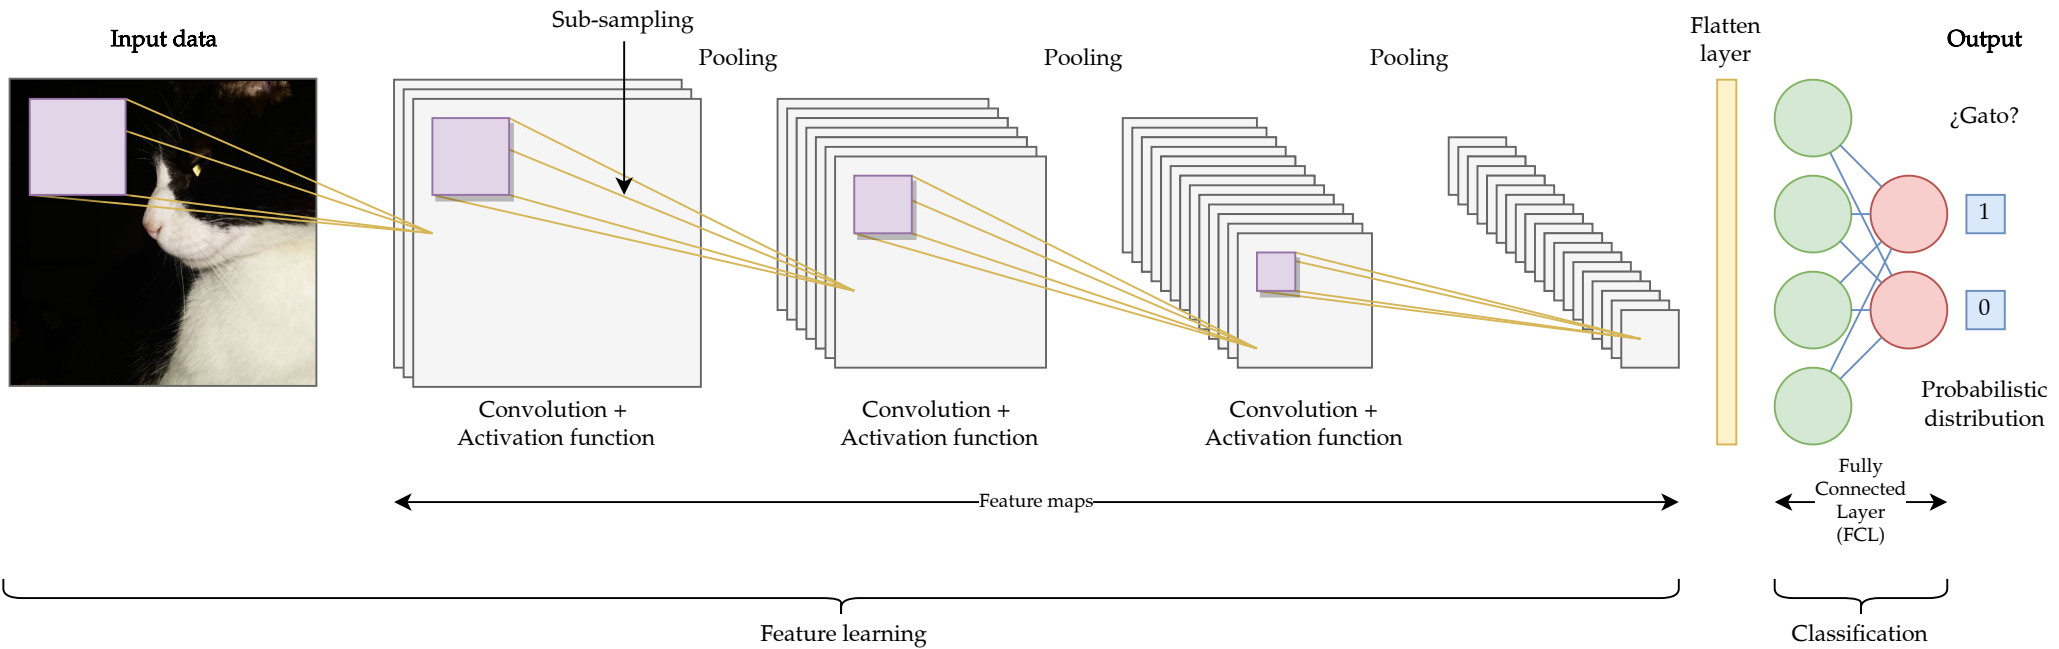 Input data
Sub-sampling
Pooling
Pooling
Pooling
Flatten
layer
Output
¿Gato?
1
0
Probabilistic
distribution
Convolution +
Activation function
Convolution +
Activation function
Convolution +
Activation function
Feature maps
Fully
Connected
Layer
(FCL)
Feature learning
Classification